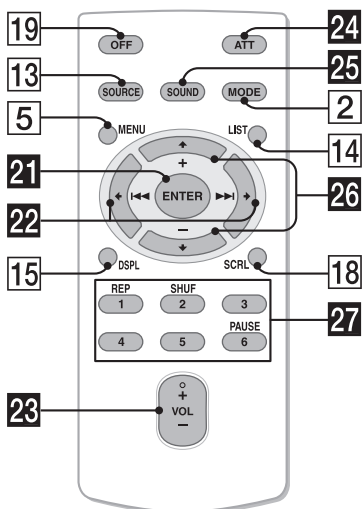 19 OFF ATT 24
25
13 SOURCE SOUND MODE 2
5 MENU LIST 14
+
21 ENTER 26
22
−
15 DSPL SCRL 18
REP SHUF
1 2 3 27
PAUSE
4 5 6
+
23 VOL
−